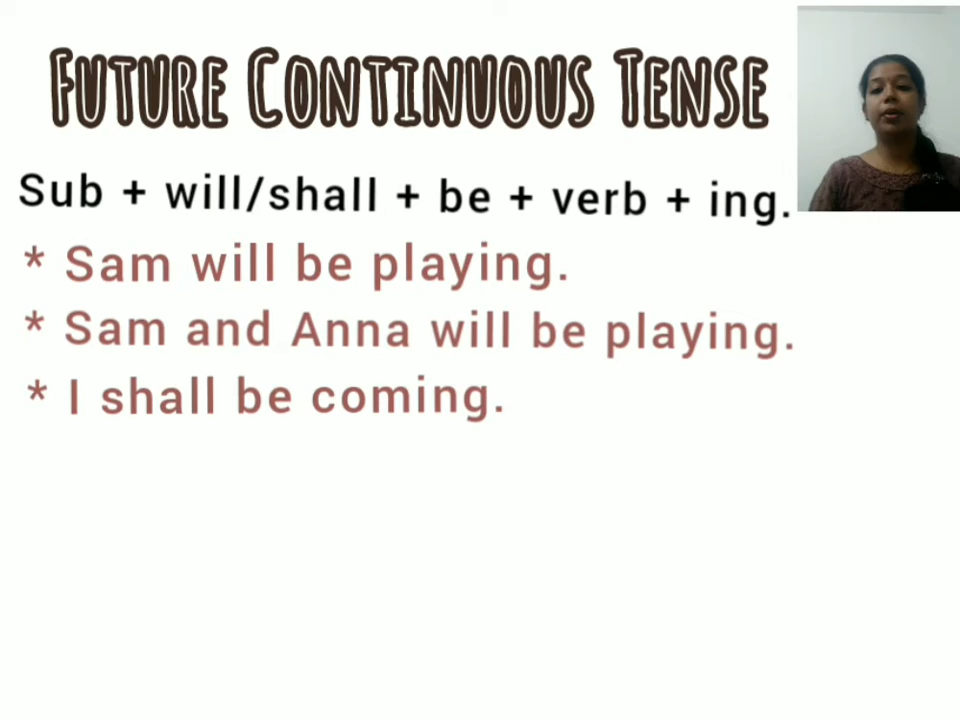 Future Continuous Tense
Sub + will/shall + be + verb + ing.
* Sam will be playing.
* Sam and Anna will be playing.
* I shall be coming.